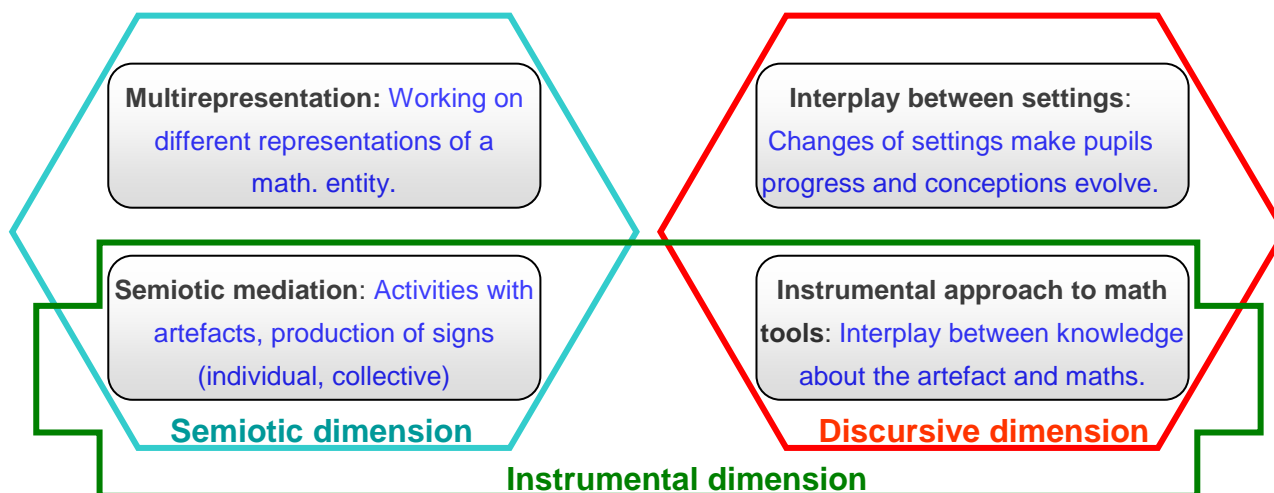 Multirepresentation: Working on
different representations of a
math. entity.
Interplay between settings:
Changes of settings make pupils
progress and conceptions evolve.
Semiotic mediation: Activities with
artefacts, production of signs
(individual, collective)
Instrumental approach to math
tools: Interplay between knowledge
about the artefact and maths.
Semiotic dimension
Discursive dimension
Instrumental dimension